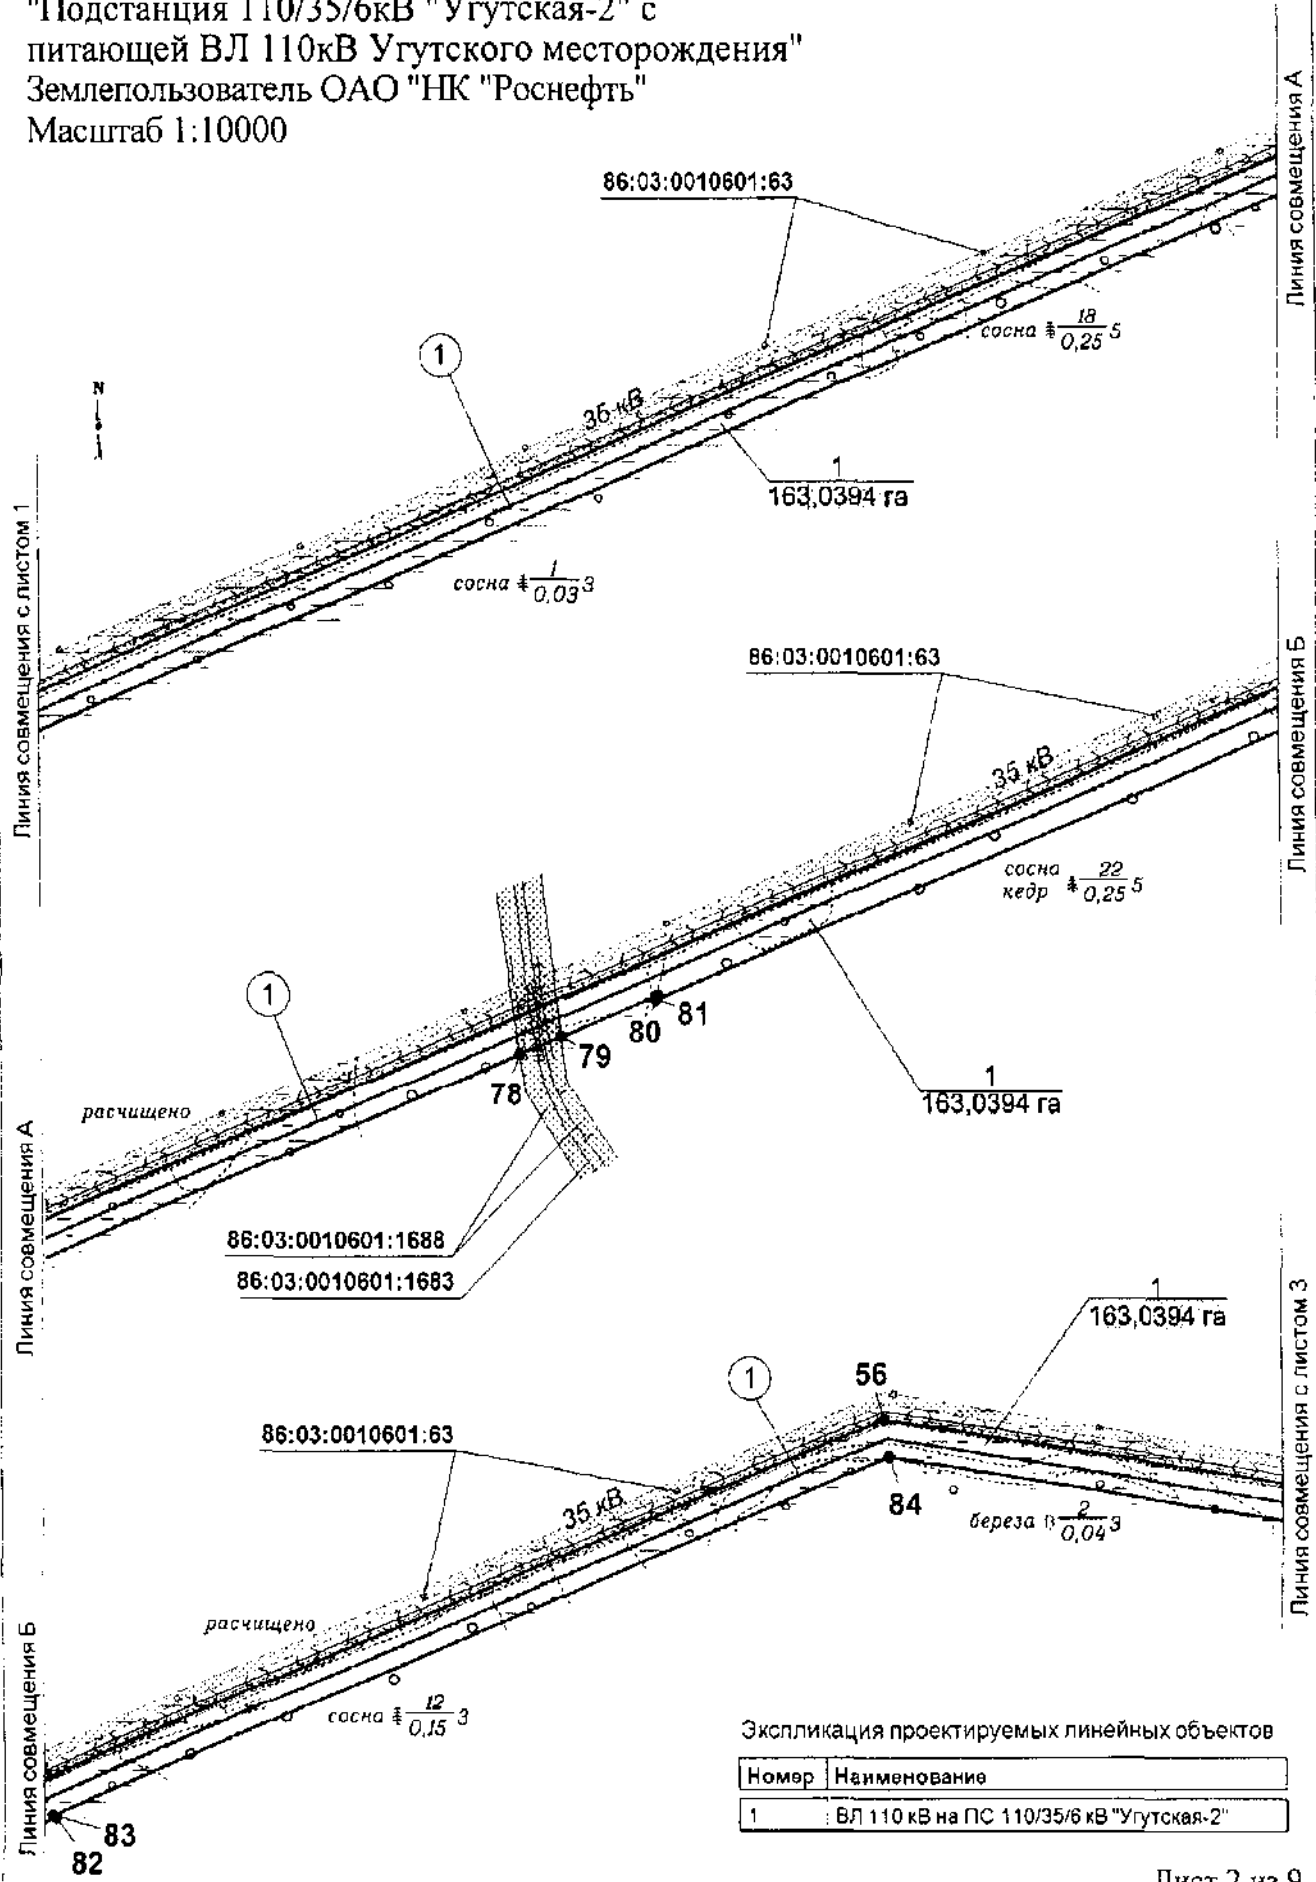 "Подстанция 110/35/6кВ "Угутская-2" с
питающей ВЛ 110кВ Угутского месторождения"
Землепользователь ОАО "НК "Роснефть"
Масштаб 1:10000
Линия совмещения А
86:03:0010601:63
сосна 18
0,25 5
1
N
35 кВ
1
163,0394 га
Линия совмещения с листом 1
сосна 1
0,03 3
86:03:0010601:63
Линия совмещения Б
35 кВ
сосна
кедр 22
0,25 5
1
81
80
79
78
1
163,0394 га
расчищено
Линия совмещения А
86:03:0010601:1688
86:03:0010601:1683
1
163,0394 га
Линия совмещения с листом 3
56
1
86:03:0010601:63
35 кВ
84
береза 2
0,04 3
расчищено
Линия совмещения Б
сосна 12
0,15 3
83
82
Экспликация проектируемых линейных объектов
Номер Наименование
1 ВЛ 110 кВ на ПС 110/35/6 кВ "Угутская-2"
Лист 2 из 9